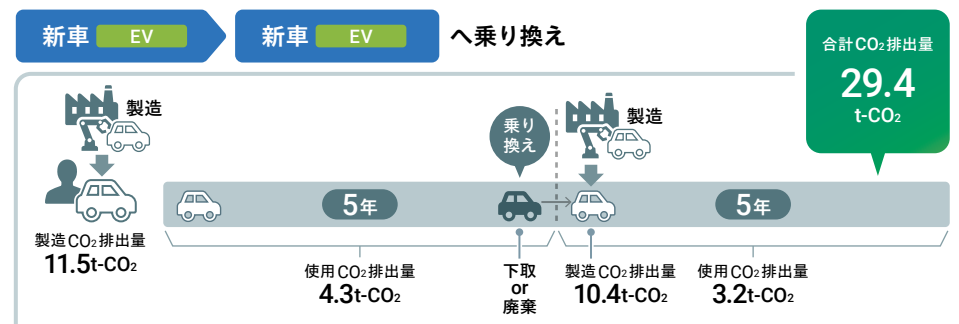 新車 EV 新車 EV へ乗り換え
合計CO₂排出量
29.4
t-CO₂
製造
乗り
換え
製造
5年
5年
製造CO₂排出量
11.5t-CO₂
使用CO₂排出量
4.3t-CO₂
下取
or
廃棄
製造CO₂排出量
10.4t-CO₂
使用CO₂排出量
3.2t-CO₂